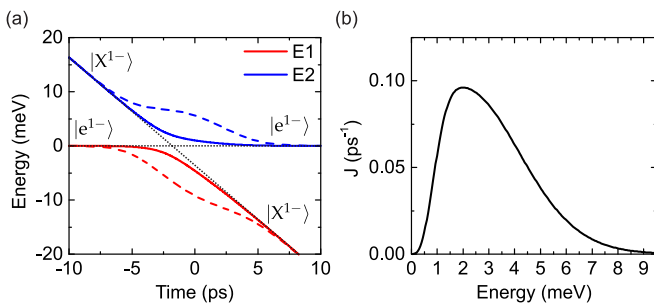 (a)
Energy (meV)
20
10
0
-10
-20
|X¹⁻⟩
|e¹⁻⟩
E1
E2
|e¹⁻⟩
|X¹⁻⟩
-10 -5 0 5 10
Time (ps)
(b)
J (ps⁻¹)
0.10
0.05
0.00
0 1 2 3 4 5 6 7 8 9
Energy (meV)